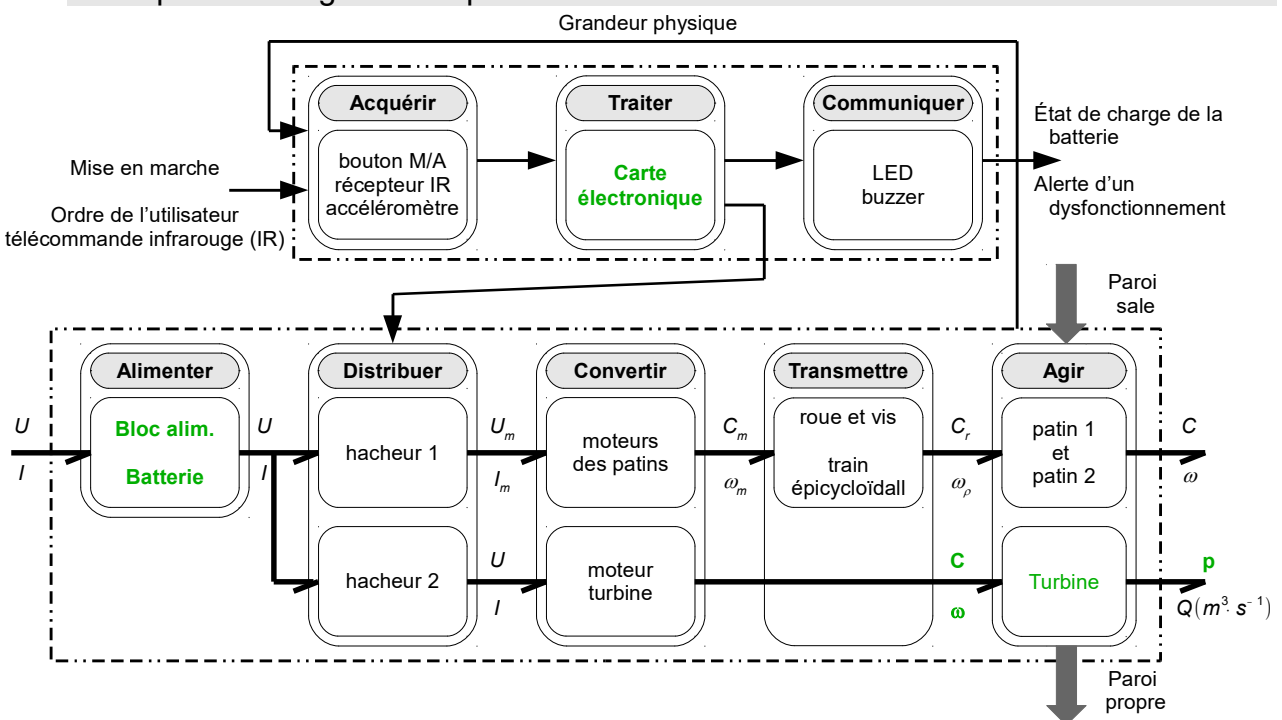 Grandeur physique
Acquérir
Traiter
Communiquer
bouton M/A
récepteur IR
accéléromètre
Carte
électronique
LED
buzzer
Mise en marche
Ordre de l'utilisateur
télécommande infrarouge (IR)
État de charge de la
batterie
Alerte d'un
dysfonctionnement
Paroi
sale
Alimenter
Distribuer
Convertir
Transmettre
Agir
U
I
Bloc alim.
Batterie
U
I
hacheur 1
U_m
I_m
moteurs
des patins
C_m
ω_m
roue et vis
train
épicycloïdall
C_r
ω_ρ
patin 1
et
patin 2
C
ω
hacheur 2
U
I
moteur
turbine
C
ω
Turbine
p
Q(m³·s⁻¹)
Paroi
propre